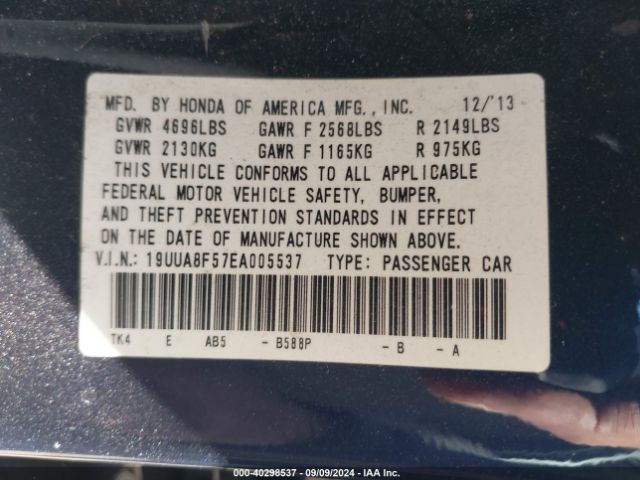 MFD. BY HONDA OF AMERICA MFG., INC. 12/'13
GVWR 4696LBS GAWR F 2568LBS R 2149LBS
GVWR 2130KG GAWR F 1165KG R 975KG
THIS VEHICLE CONFORMS TO ALL APPLICABLE
FEDERAL MOTOR VEHICLE SAFETY, BUMPER,
AND THEFT PREVENTION STANDARDS IN EFFECT
ON THE DATE OF MANUFACTURE SHOWN ABOVE.
V.I.N.: 19UUA8F57EA005537 TYPE: PASSENGER CAR
TK4 E AB5 - B588P - B - A
000-40298537 - 09/09/2024 - IAA Inc.